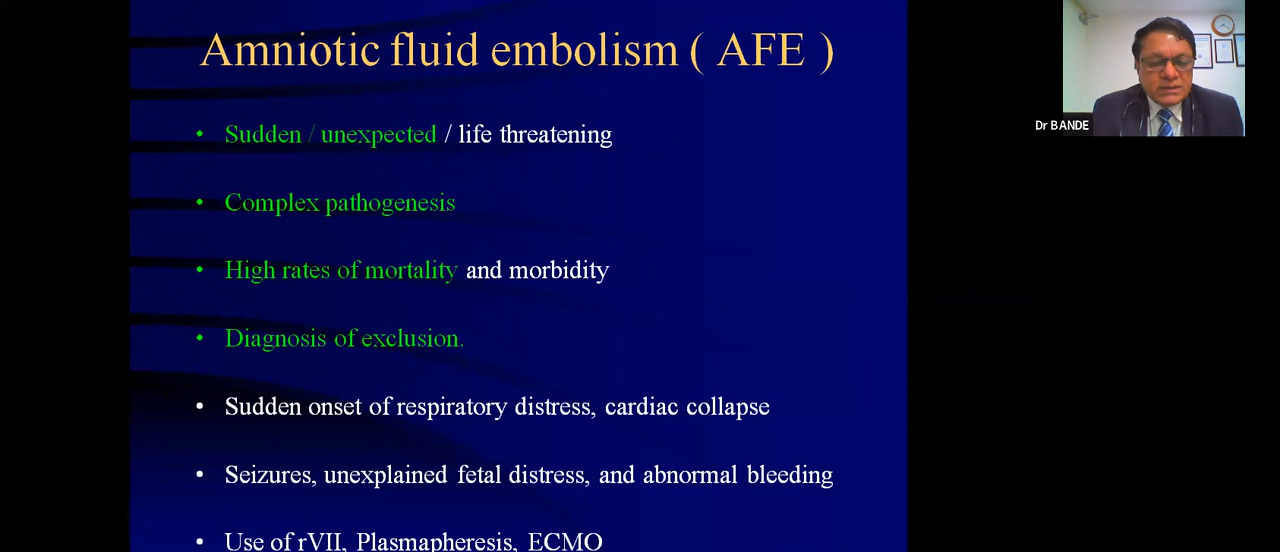 Amniotic fluid embolism ( AFE )
• Sudden / unexpected / life threatening
• Complex pathogenesis
• High rates of mortality and morbidity
• Diagnosis of exclusion.
• Sudden onset of respiratory distress, cardiac collapse
• Seizures, unexplained fetal distress, and abnormal bleeding
• Use of rVII, Plasmapheresis, ECMO
Dr BANDE